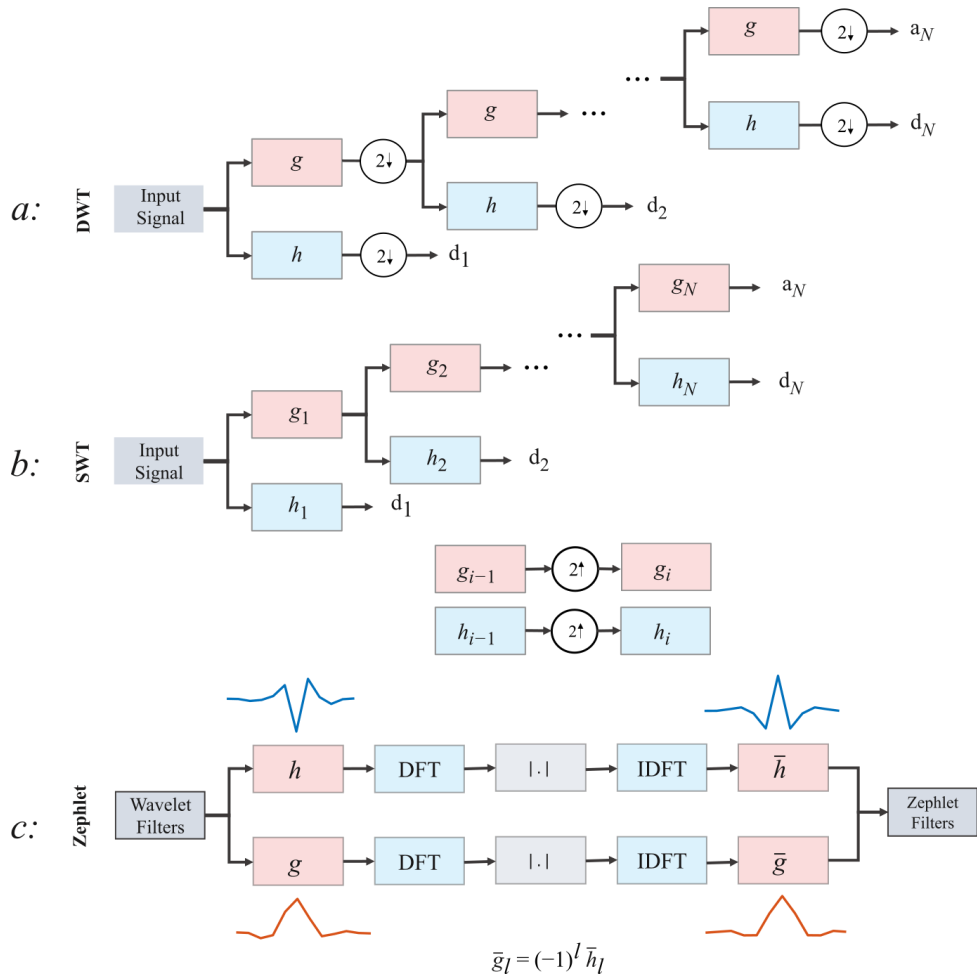 g 2↓ a_N
...
g ... h 2↓ d_N
g 2↓
a: DWT Input Signal h 2↓ d_2
h 2↓ d_1
g_N a_N
...
g_2 ... h_N d_N
g_1
b: SWT Input Signal h_2 d_2
h_1 d_1
g_{i−1} 2↑ g_i
h_{i−1} 2↑ h_i
h DFT |.| IDFT h̄
c: Zephlet Wavelet Filters Zephlet Filters
g DFT |.| IDFT ḡ
ḡ_l = (−1)^l h̄_l